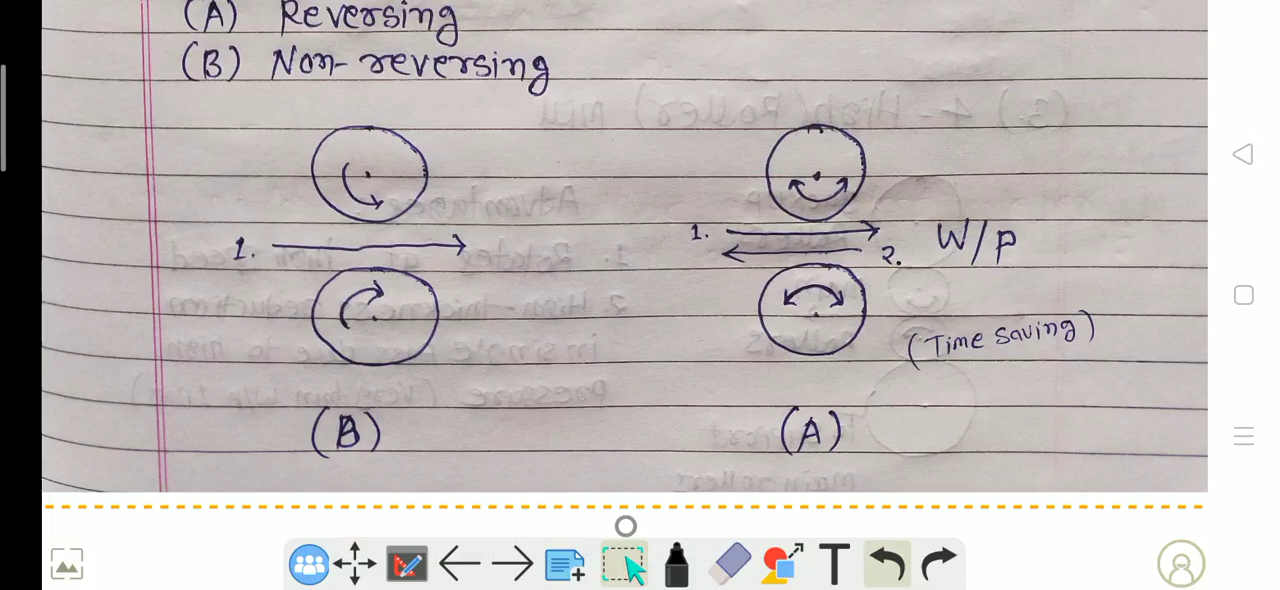 (A) Reversing
(B) Non-reversing
1.
1.
2.
W/P
(Time saving)
(B)
(A)
T